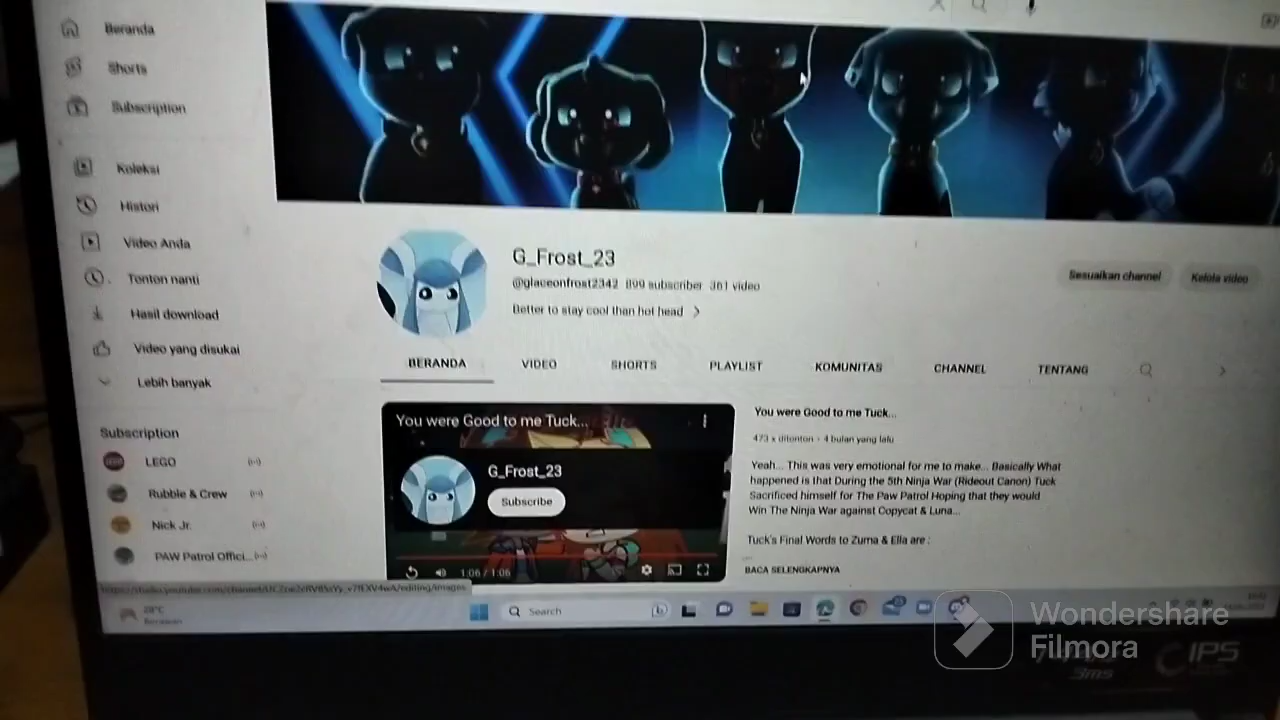 Beranda
Shorts
Subscription
Koleksi
Histori
Video Anda
Tonton nanti
Hasil download
Video yang disukai
Lebih banyak
Subscription
LEGO
Rubble & Crew
Nick Jr.
PAW Patrol Offici...
G_Frost_23
@glaceonfrost2342 899 subscriber 361 video
Better to stay cool than hot head
Sesuaikan channel
Kelola video
BERANDA VIDEO SHORTS PLAYLIST KOMUNITAS CHANNEL TENTANG
You were Good to me Tuck...
G_Frost_23
Subscribe
1:06 / 1:06
You were Good to me Tuck...
473 x ditonton • 4 bulan yang lalu
Yeah... This was very emotional for me to make... Basically What
happened is that During the 5th Ninja War (Rideout Canon) Tuck
Sacrificed himself for The Paw Patrol Hoping that they would
Win The Ninja War against Copycat & Luna...
Tuck's Final Words to Zuma & Ella are :
BACA SELENGKAPNYA
28°C
Berawan
Search
Wondershare
Filmora
IPS
3ms